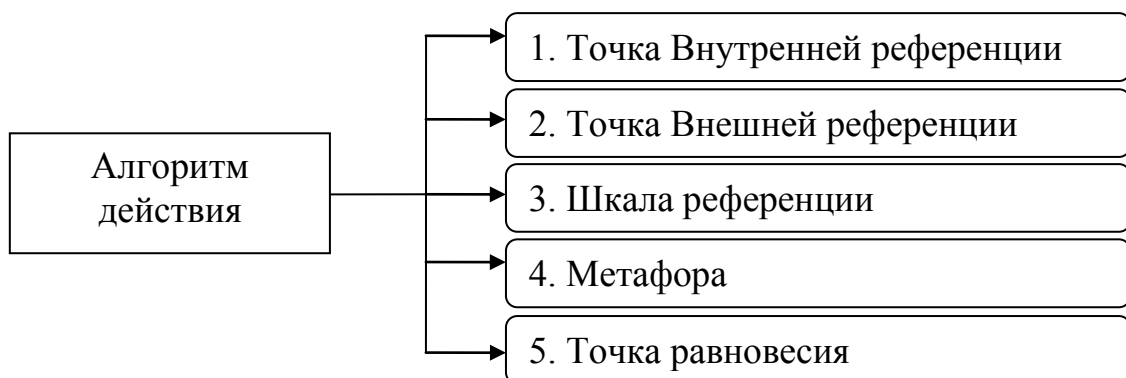 Алгоритм
действия
1. Точка Внутренней референции
2. Точка Внешней референции
3. Шкала референции
4. Метафора
5. Точка равновесия